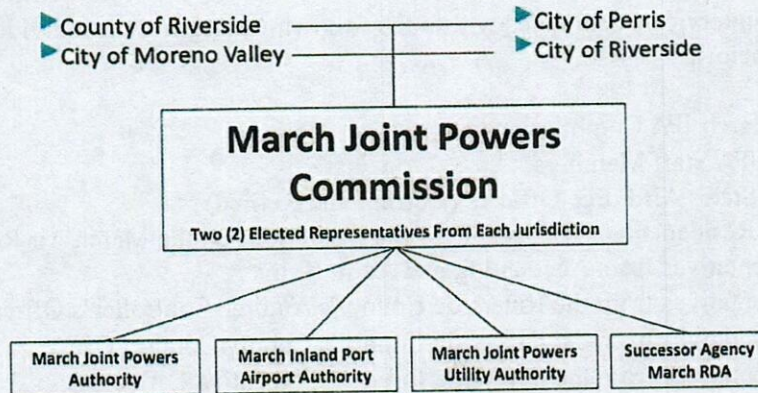 County of Riverside
City of Moreno Valley
City of Perris
City of Riverside
March Joint Powers
Commission
Two (2) Elected Representatives From Each Jurisdiction
March Joint Powers
Authority
March Inland Port
Airport Authority
March Joint Powers
Utility Authority
Successor Agency
March RDA